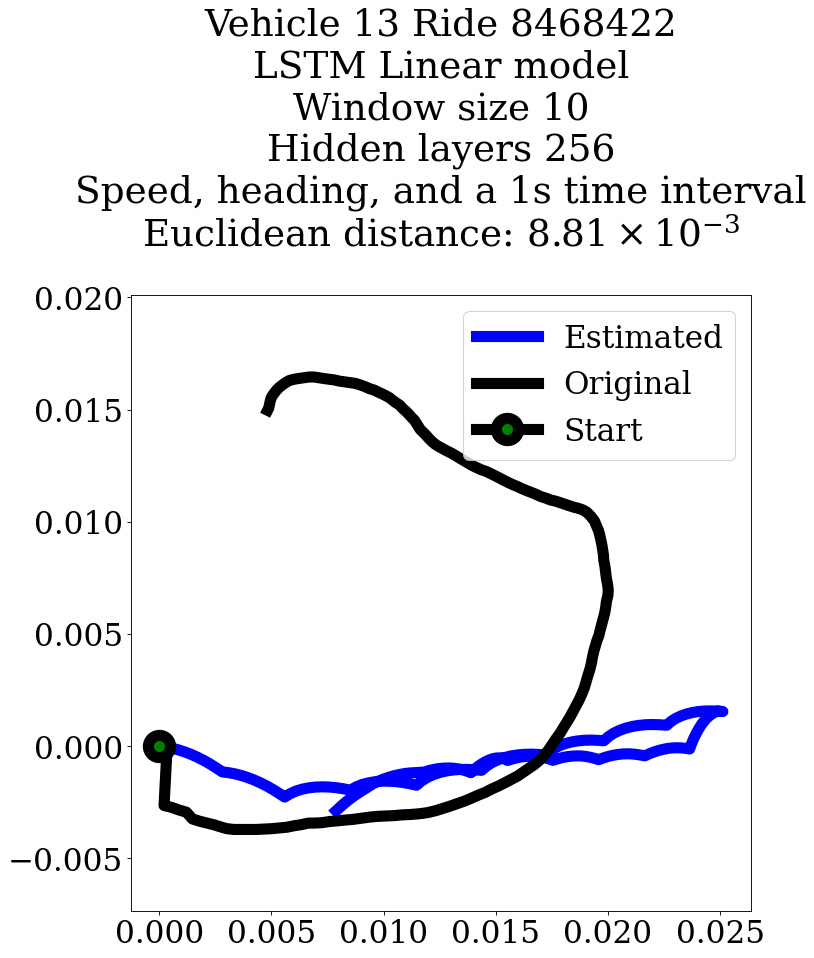 Vehicle 13 Ride 8468422
LSTM Linear model
Window size 10
Hidden layers 256
Speed, heading, and a 1s time interval
Euclidean distance: 8.81 × 10⁻³
0.020
0.015
0.010
0.005
0.000
−0.005
Estimated
Original
Start
0.000 0.005 0.010 0.015 0.020 0.025